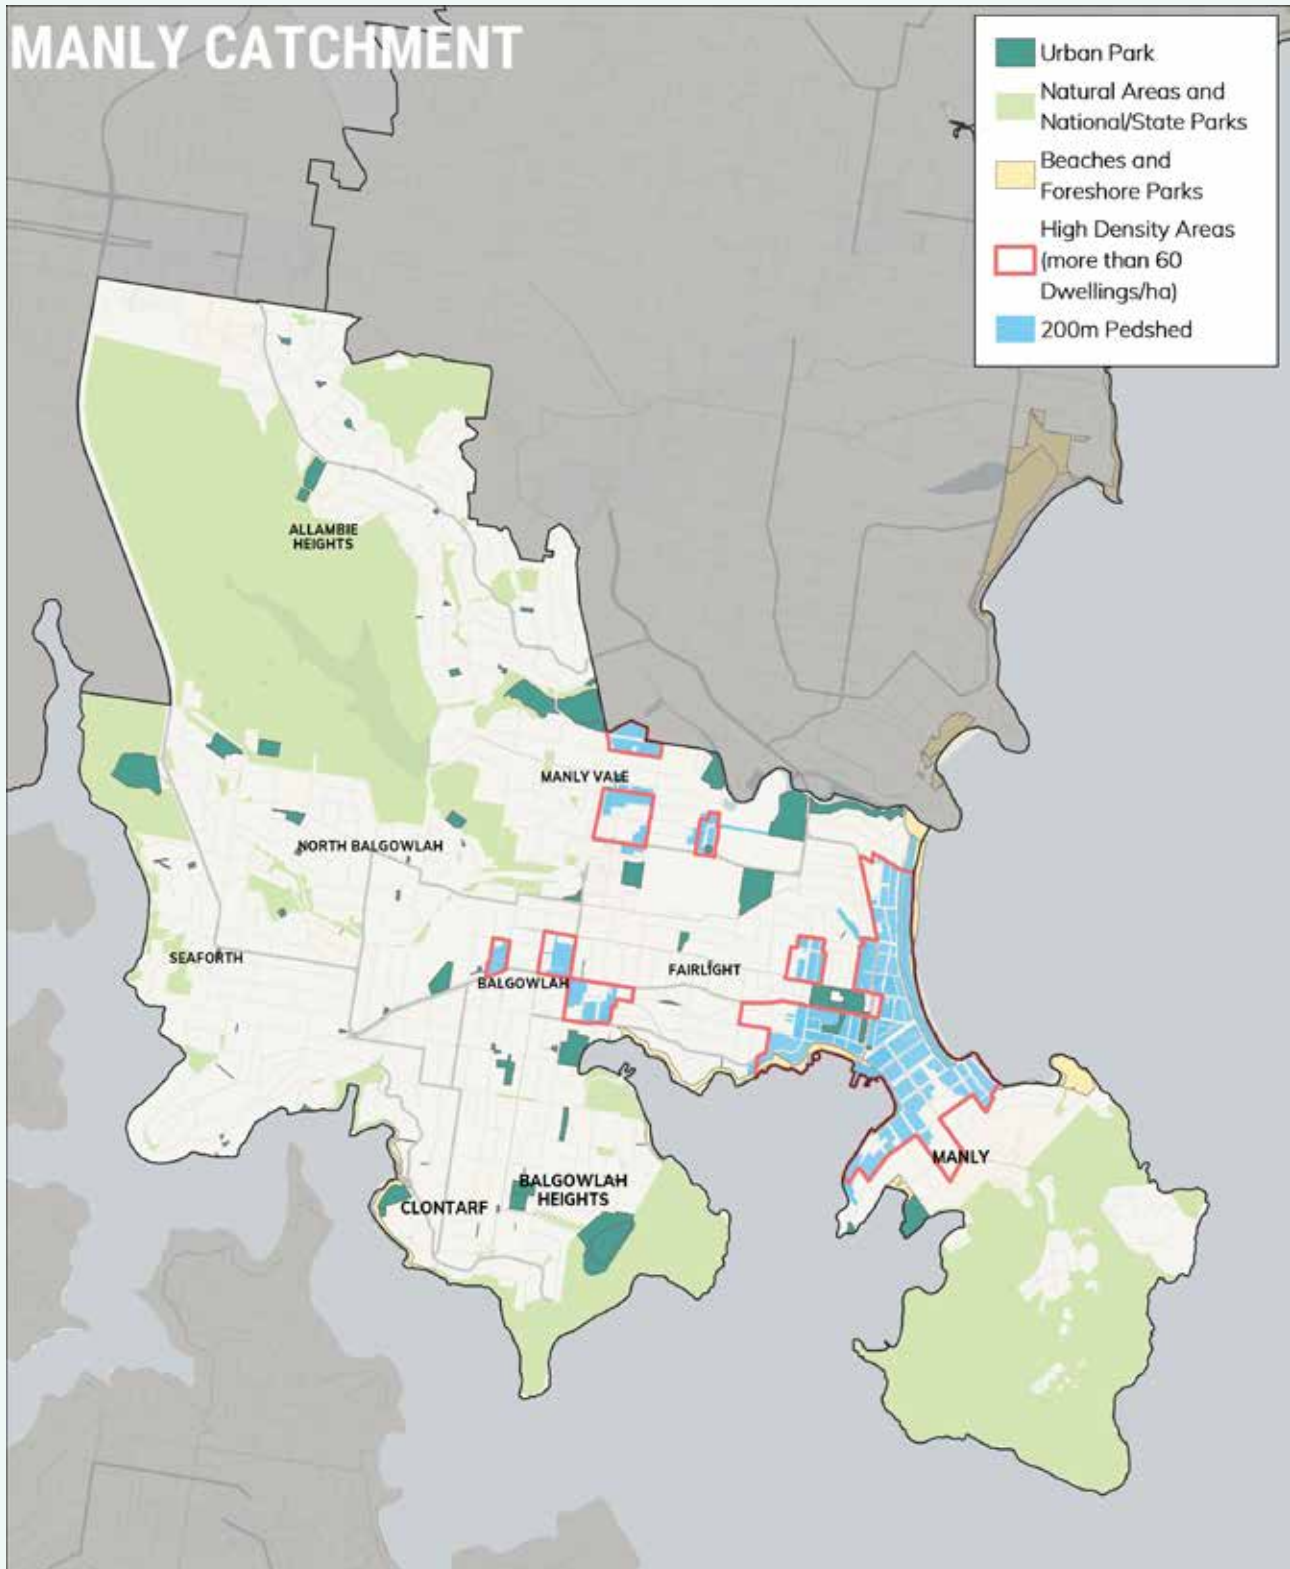 MANLY CATCHMENT
Urban Park
Natural Areas and
National/State Parks
Beaches and
Foreshore Parks
High Density Areas
(more than 60
Dwellings/ha)
200m Pedshed
ALLAMBIE
HEIGHTS
MANLY VALE
NORTH BALGOWLAH
SEAFORTH
FAIRLIGHT
BALGOWLAH
MANLY
BALGOWLAH
HEIGHTS
CLONTARF